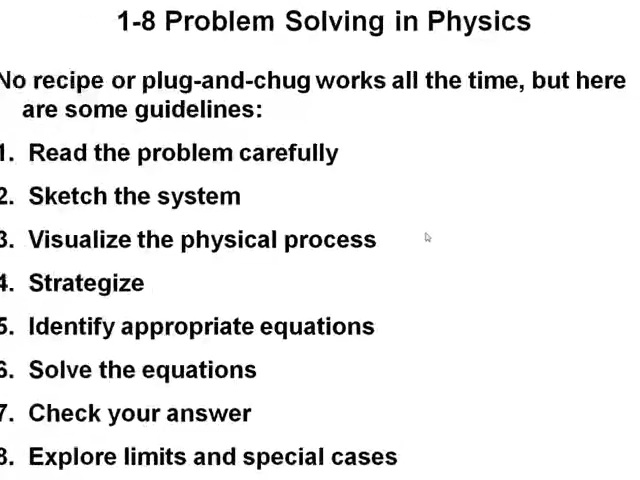 1-8 Problem Solving in Physics
No recipe or plug-and-chug works all the time, but here
are some guidelines:
1. Read the problem carefully
2. Sketch the system
3. Visualize the physical process
4. Strategize
5. Identify appropriate equations
6. Solve the equations
7. Check your answer
8. Explore limits and special cases